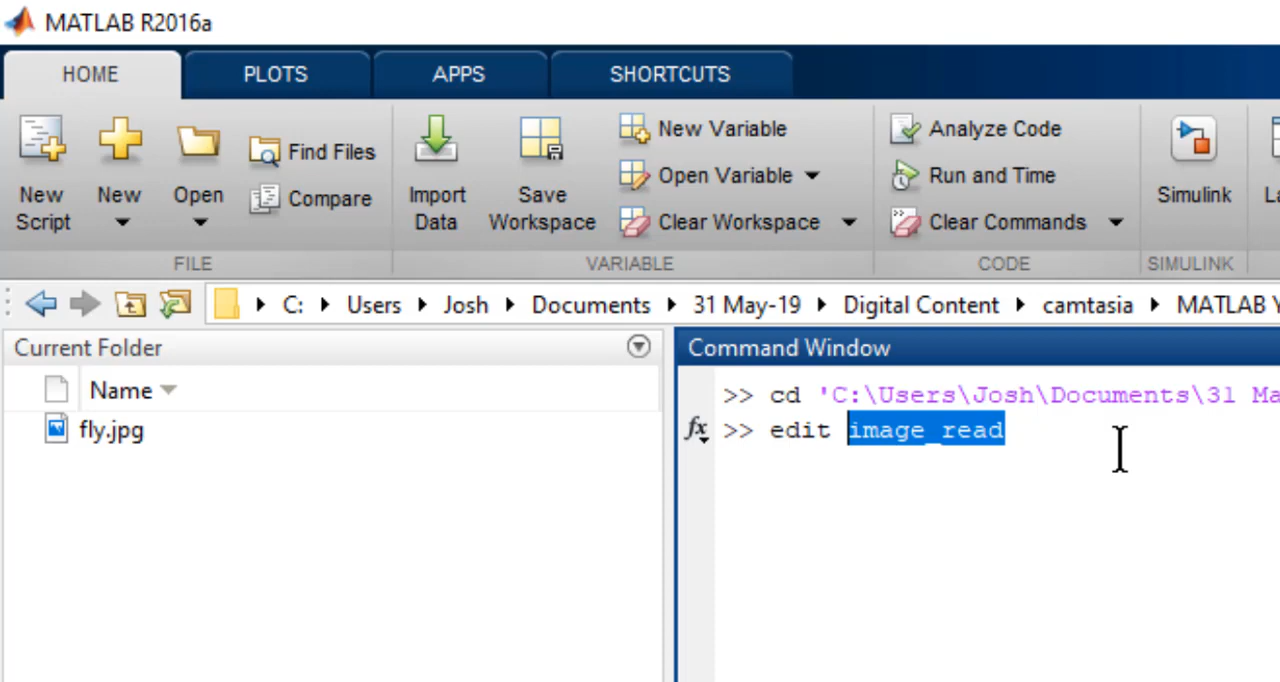 MATLAB R2016a
HOME PLOTS APPS SHORTCUTS
New Script
New
Open
Find Files
Compare
FILE
Import Data
Save Workspace
New Variable
Open Variable
Clear Workspace
VARIABLE
Analyze Code
Run and Time
Clear Commands
CODE
Simulink
SIMULINK
C: Users Josh Documents 31 May-19 Digital Content camtasia MATLAB
Current Folder
Name
fly.jpg
Command Window
>> cd 'C:\Users\Josh\Documents\31 Ma
fx >> edit image_read